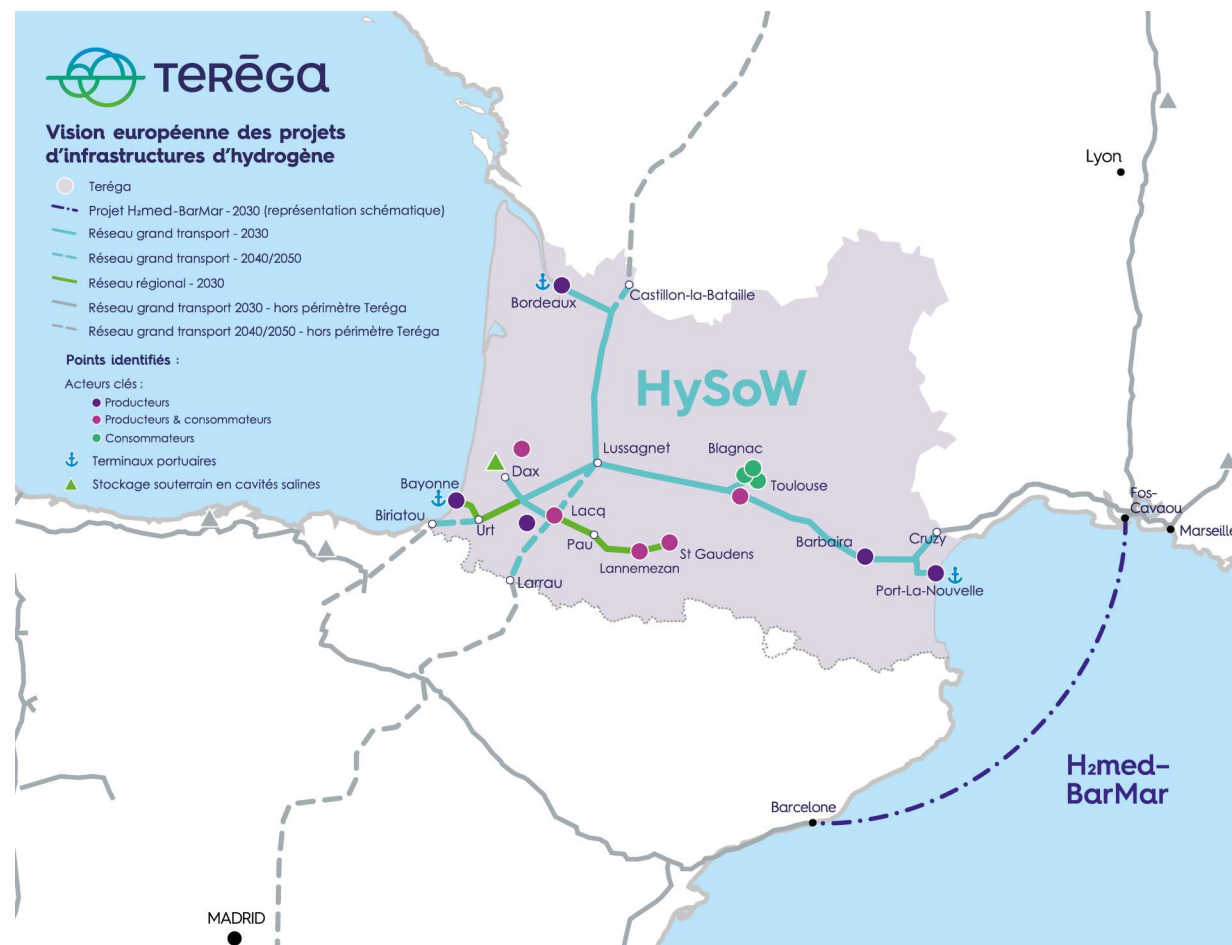 TERĒGA
Vision européenne des projets
d'infrastructures d'hydrogène
Teréga
Projet H₂med-BarMar - 2030 (représentation schématique)
Réseau grand transport - 2030
Réseau grand transport - 2040/2050
Réseau régional - 2030
Réseau grand transport 2030 - hors périmètre Teréga
Réseau grand transport 2040/2050 - hors périmètre Teréga
Points identifiés :
Acteurs clés :
Producteurs
Producteurs & consommateurs
Consommateurs
Terminaux portuaires
Stockage souterrain en cavités salines
Lyon
Bordeaux
Castillon-la-Bataille
HySoW
Lussagnet
Blagnac
Dax
Toulouse
Bayonne
Biriatou
Urt
Lacq
Pau
St Gaudens
Lannemezan
Larrau
Barbaira
Cruzy
Port-La-Nouvelle
Fos-
Cavaou
Marseille
H₂med-
BarMar
Barcelone
MADRID